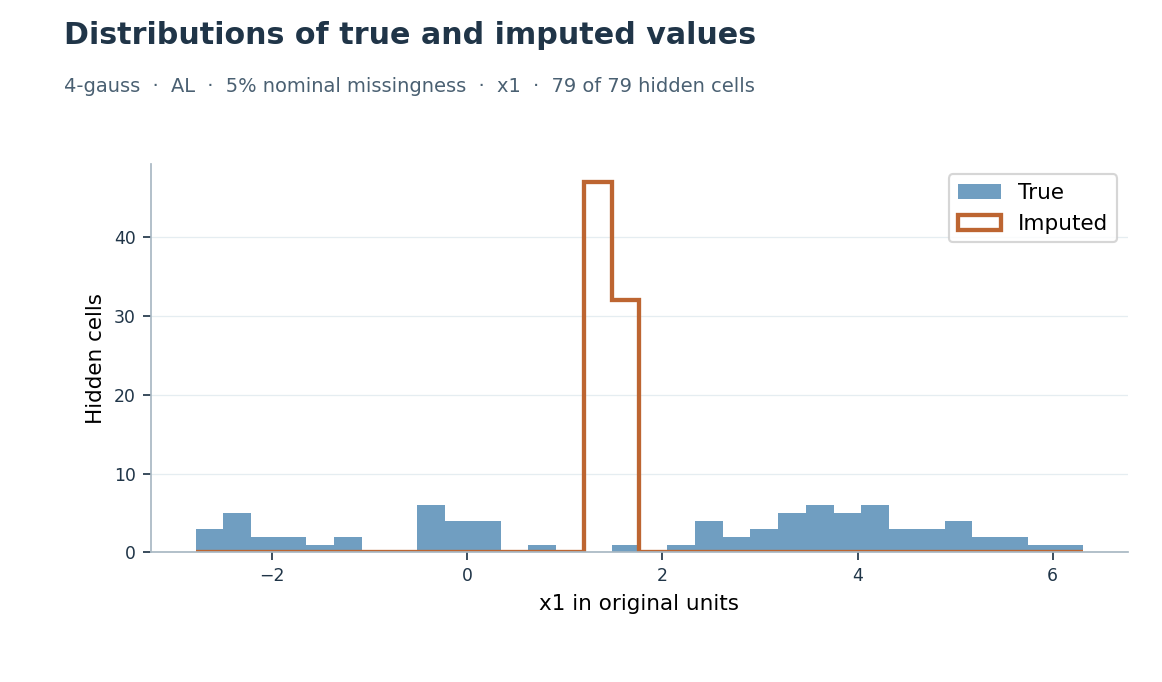 Distributions of true and imputed values
4-gauss · AL · 5% nominal missingness · x1 · 79 of 79 hidden cells
True
Imputed
Hidden cells
40
30
20
10
0
−2
0
2
4
6
x1 in original units